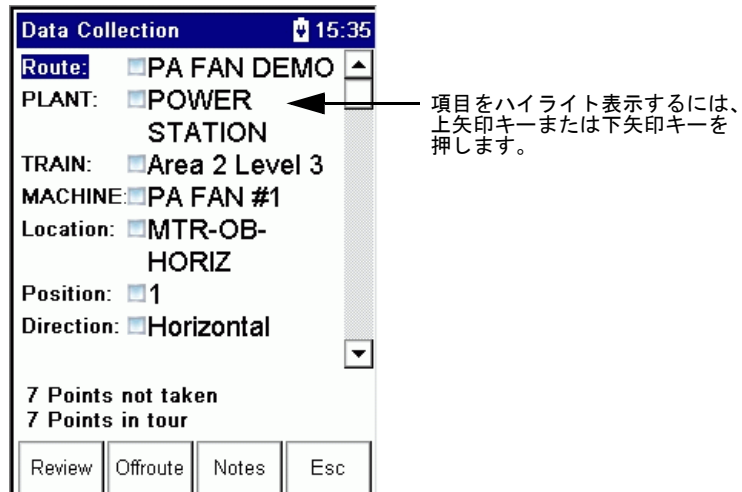 Data Collection 15:35
Route: PA FAN DEMO
PLANT: POWER
STATION
TRAIN: Area 2 Level 3
MACHINE: PA FAN #1
Location: MTR-OB-
HORIZ
Position: 1
Direction: Horizontal
7 Points not taken
7 Points in tour
Review Offroute Notes Esc
項目をハイライト表示するには、
上矢印キーまたは下矢印キーを
押します。